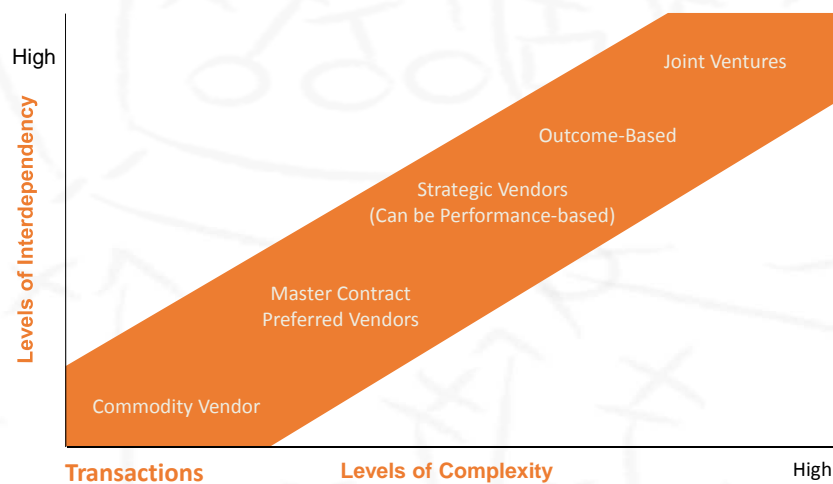 High
Joint Ventures
Outcome-Based
Strategic Vendors
(Can be Performance-based)
Levels of Interdependency
Master Contract
Preferred Vendors
Commodity Vendor
Transactions
Levels of Complexity
High